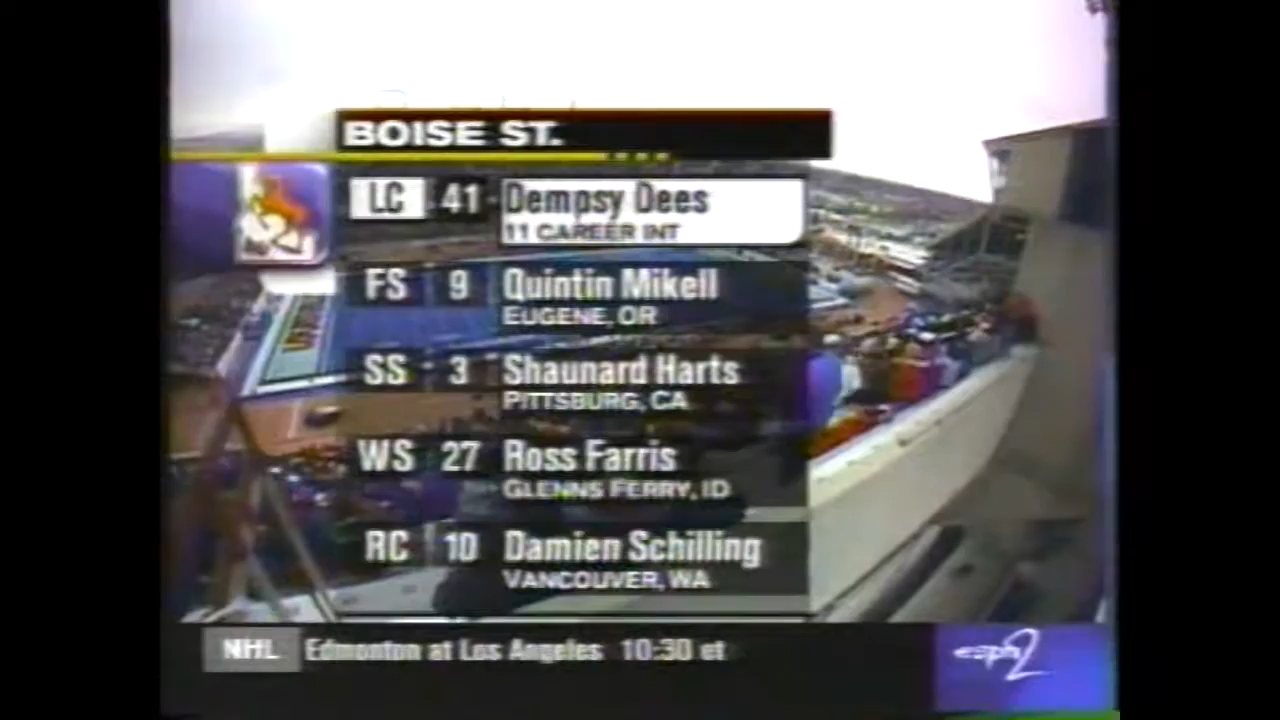 BOISE ST.
LC 41 Dempsy Dees
11 CAREER INT
FS 9 Quintin Mikell
EUGENE, OR
SS 3 Shaunard Harts
PITTSBURG, CA
WS 27 Ross Farris
GLENNS FERRY, ID
RC 10 Damien Schilling
VANCOUVER, WA
NHL Edmonton at Los Angeles 10:30 et
espn2